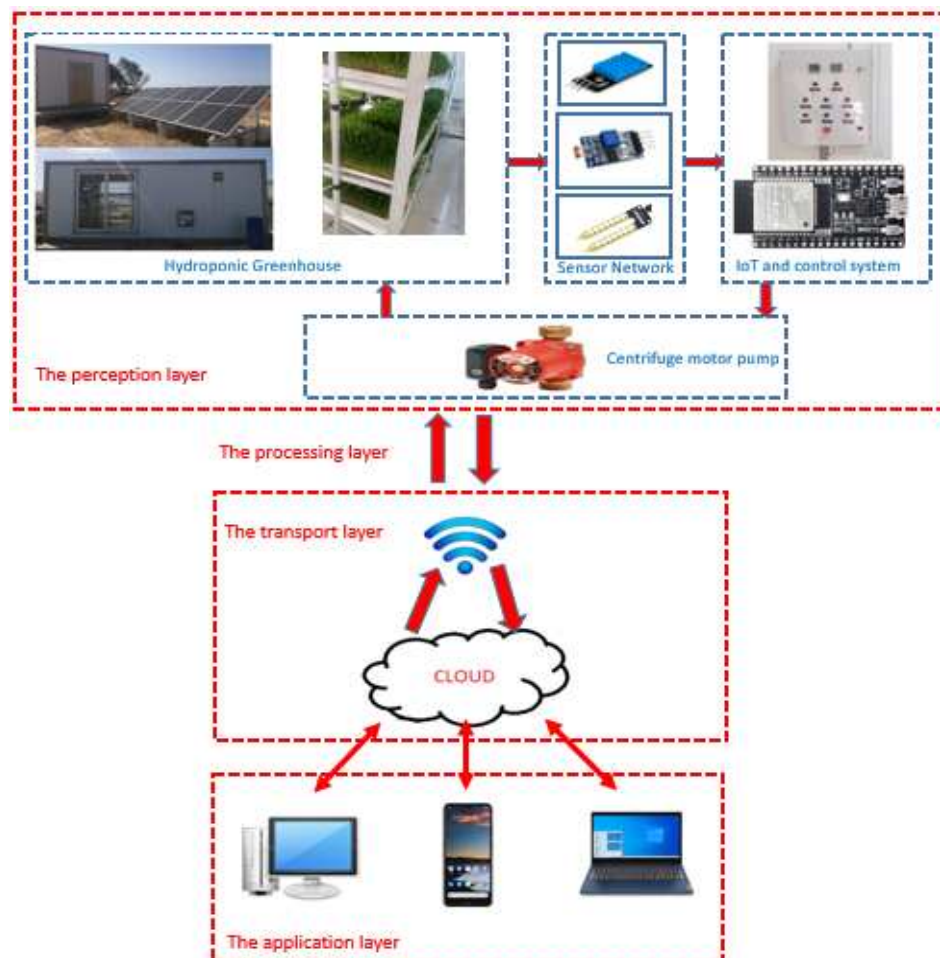 Hydroponic Greenhouse
Sensor Network
IoT and control system
Centrifuge motor pump
The perception layer
The processing layer
The transport layer
CLOUD
The application layer